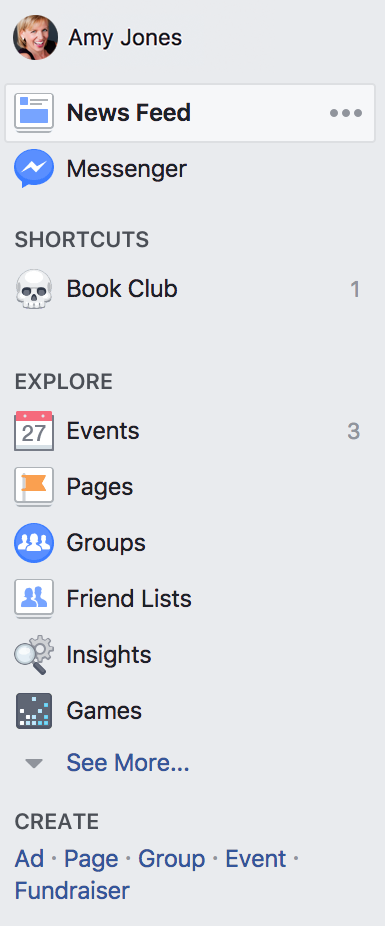 Amy Jones
News Feed
Messenger
SHORTCUTS
Book Club 1
EXPLORE
27 Events 3
Pages
Groups
Friend Lists
Insights
Games
See More...
CREATE
Ad · Page · Group · Event ·
Fundraiser